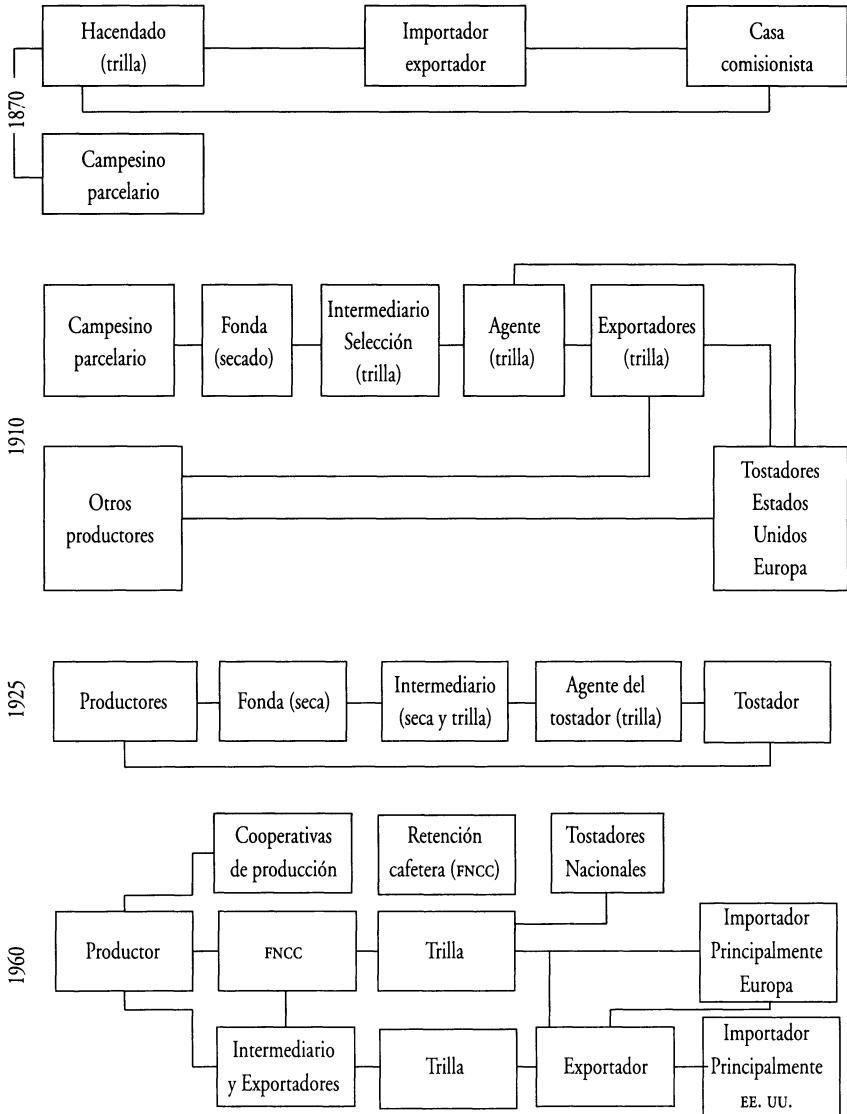 1870
Hacendado
(trilla)
Importador
exportador
Casa
comisionista
Campesino
parcelario
1910
Campesino
parcelario
Fonda
(secado)
Intermediario
Selección
(trilla)
Agente
(trilla)
Exportadores
(trilla)
Otros
productores
Tostadores
Estados
Unidos
Europa
1925
Productores
Fonda (seca)
Intermediario
(seca y trilla)
Agente del
tostador (trilla)
Tostador
1960
Cooperativas
de producción
Retención
cafetera (FNCC)
Tostadores
Nacionales
Productor
FNCC
Trilla
Importador
Principalmente
Europa
Intermediario
y Exportadores
Trilla
Exportador
Importador
Principalmente
EE. UU.